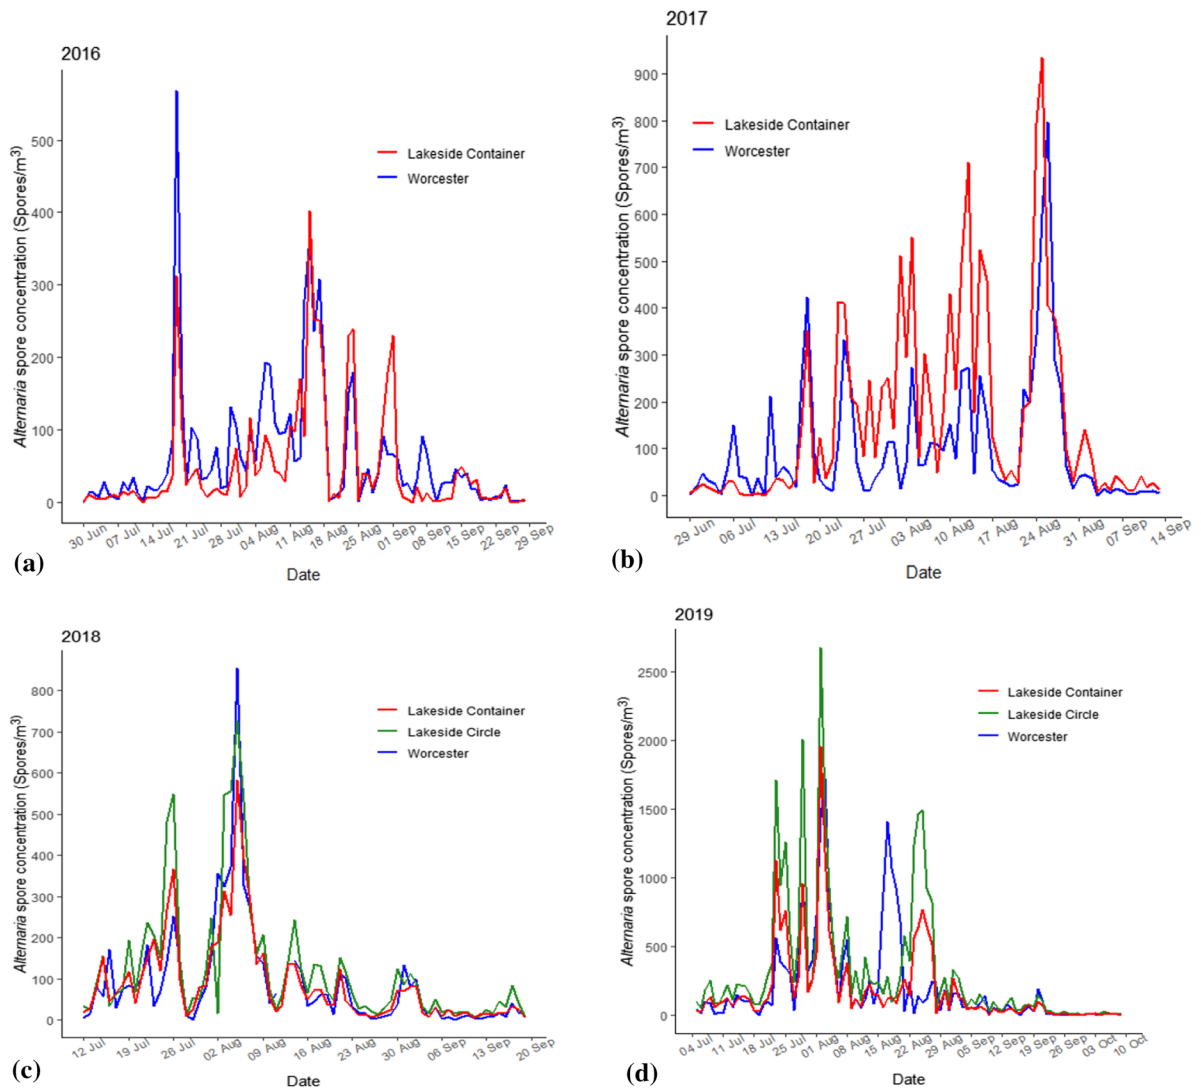 2016
Alternaria spore concentration (Spores/m³)
500
400
300
200
100
0
Lakeside Container
Worcester
30 Jun 07 Jul 14 Jul 21 Jul 28 Jul 04 Aug 11 Aug 18 Aug 25 Aug 01 Sep 08 Sep 15 Sep 22 Sep 29 Sep
(a)
Date
2017
Alternaria spore concentration (Spores/m³)
900
800
700
600
500
400
300
200
100
0
Lakeside Container
Worcester
29 Jun 06 Jul 13 Jul 20 Jul 27 Jul 03 Aug 10 Aug 17 Aug 24 Aug 31 Aug 07 Sep 14 Sep
(b)
Date
2018
Alternaria spore concentration (Spores/m³)
800
700
600
500
400
300
200
100
0
Lakeside Container
Lakeside Circle
Worcester
12 Jul 19 Jul 26 Jul 02 Aug 09 Aug 16 Aug 23 Aug 30 Aug 06 Sep 13 Sep 20 Sep
(c)
Date
2019
Alternaria spore concentration (Spores/m³)
2500
2000
1500
1000
500
0
Lakeside Container
Lakeside Circle
Worcester
04 Jul 11 Jul 18 Jul 25 Jul 01 Aug 08 Aug 15 Aug 22 Aug 29 Aug 05 Sep 12 Sep 19 Sep 26 Sep 03 Oct 10 Oct
(d)
Date